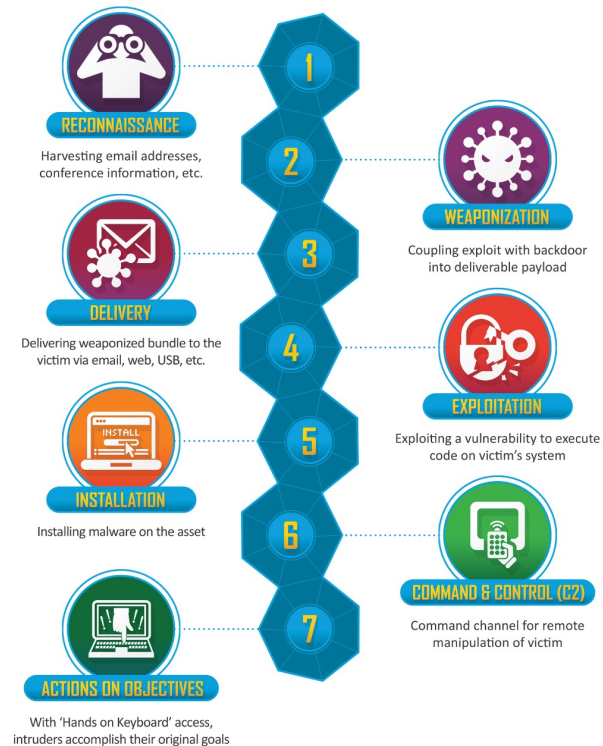 1
RECONNAISSANCE
Harvesting email addresses,
conference information, etc.
2
WEAPONIZATION
Coupling exploit with backdoor
into deliverable payload
3
DELIVERY
Delivering weaponized bundle to the
victim via email, web, USB, etc.
4
EXPLOITATION
Exploiting a vulnerability to execute
code on victim's system
5
INSTALL
INSTALLATION
Installing malware on the asset
6
COMMAND & CONTROL (C2)
Command channel for remote
manipulation of victim
7
ACTIONS ON OBJECTIVES
With 'Hands on Keyboard' access,
intruders accomplish their original goals